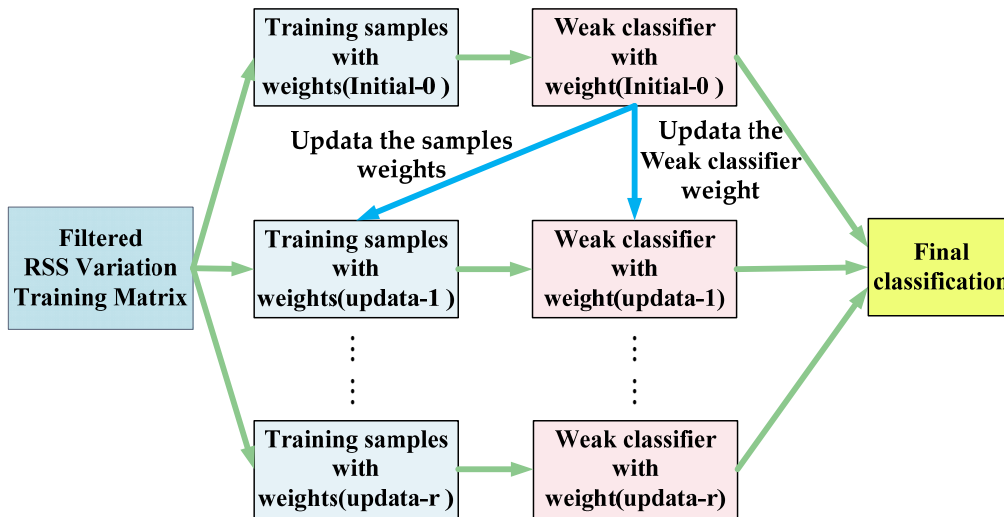 Training samples
with
weights(Initial-0 )
Weak classifier
with
weight(Initial-0 )
Updata the samples
weights
Updata the
Weak classifier
weight
Filtered
RSS Variation
Training Matrix
Training samples
with
weights(updata-1 )
Weak classifier
with
weight(updata-1)
Final
classification
Training samples
with
weights(updata-r )
Weak classifier
with
weight(updata-r)